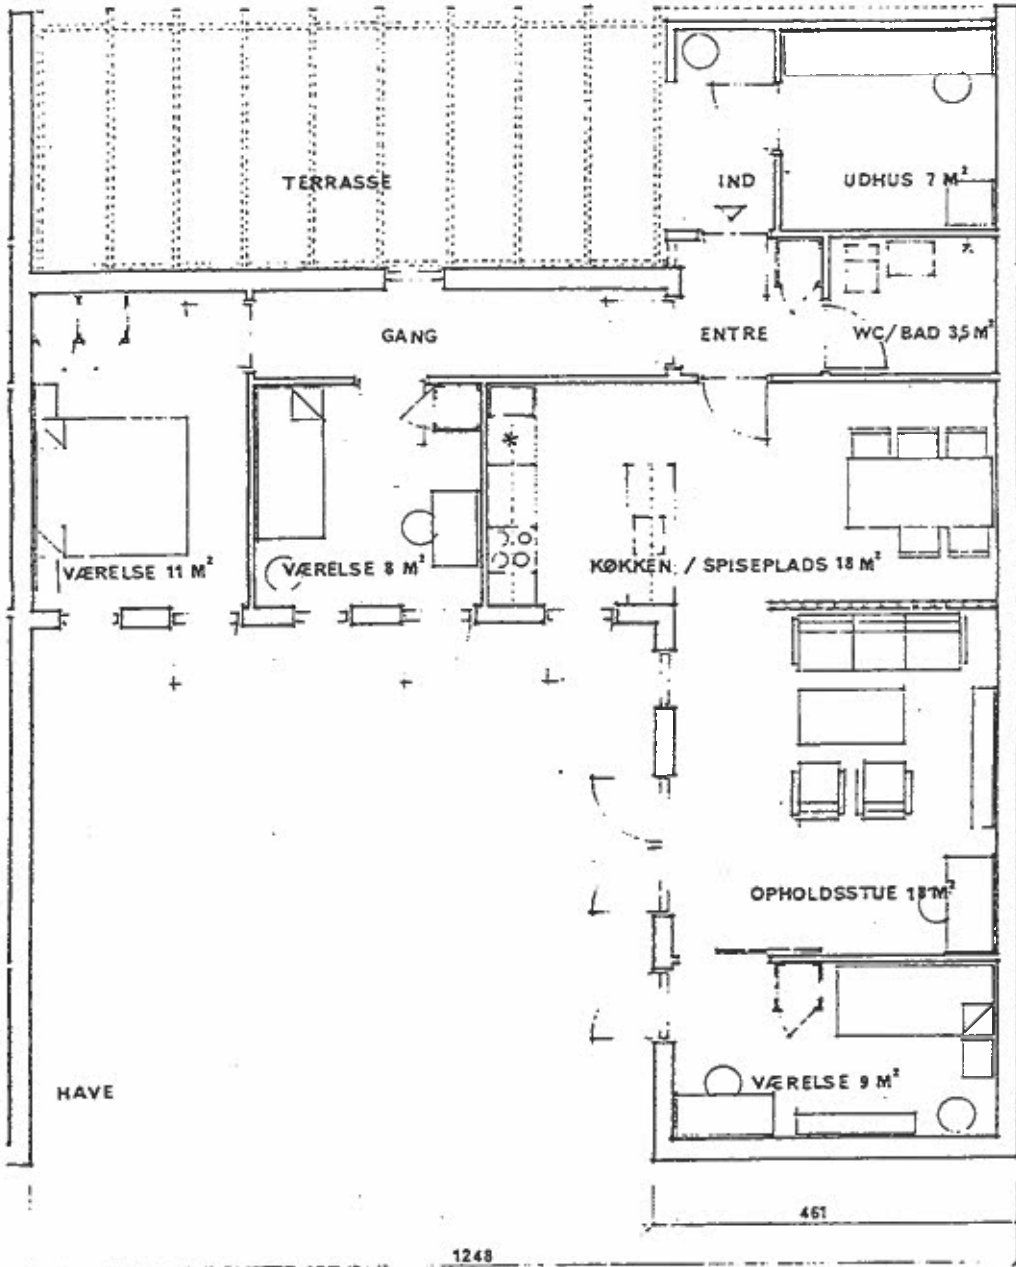 TERRASSE
IND
UDHUS 7 M²
GANG
ENTRE
WC/BAD 3,5 M²
VÆRELSE 11 M²
VÆRELSE 8 M²
KØKKEN / SPISEPLADS 18 M²
OPHOLDSSTUE 18 M²
VÆRELSE 9 M²
HAVE
461
1248